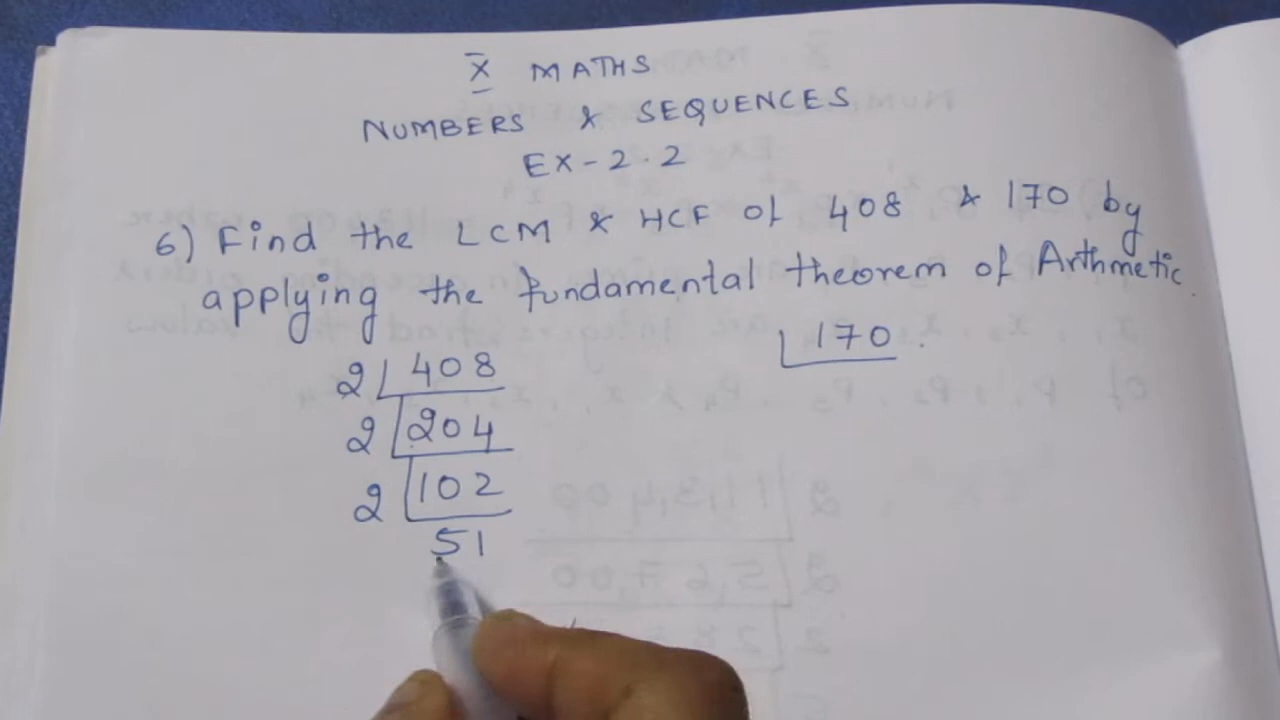 X MATHS
NUMBERS & SEQUENCES
EX-2.2
6) Find the LCM & HCF of 408 & 170 by
applying the fundamental theorem of Arthmetic.
170
2 408
2 204
2 102
51